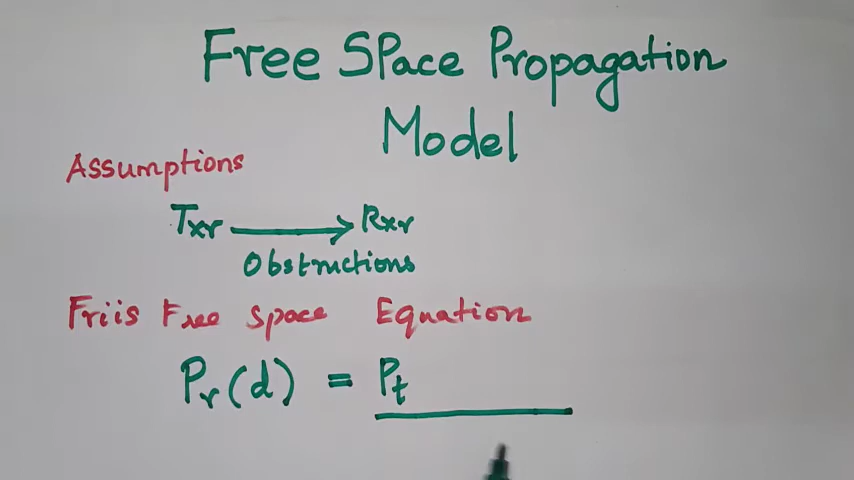 Free SPace Propagation
Model
Assumptions
Txr → Rxr
Obstructions
Friis Free space Equation
Pr(d) = Pt